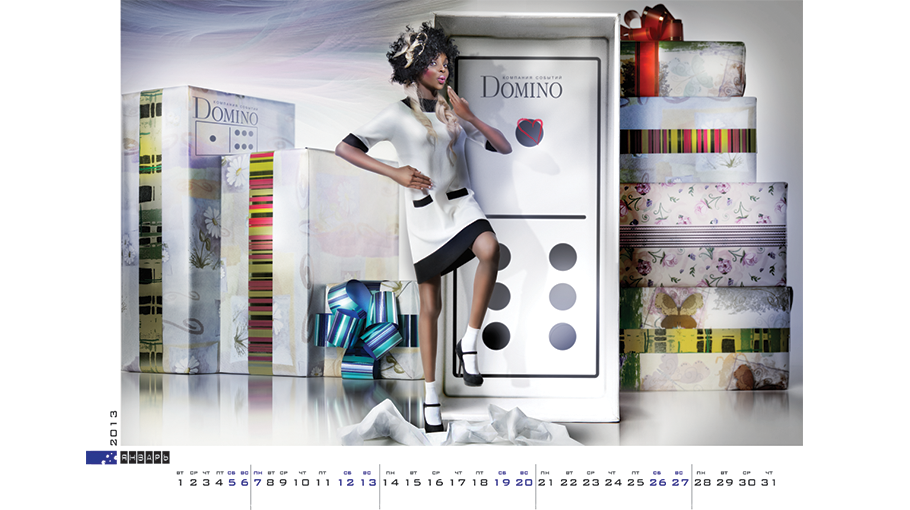 КОМПАНИЯ СОБЫТИЙ
DOMINO
КОМПАНИЯ СОБЫТИЙ
DOMINO
2013
ЯНВАРЬ
ВТ СР ЧТ ПТ СБ ВС ПН ВТ СР ЧТ ПТ СБ ВС ПН ВТ СР ЧТ ПТ СБ ВС ПН ВТ СР ЧТ ПТ СБ ВС ПН ВТ СР ЧТ
1 2 3 4 5 6 7 8 9 10 11 12 13 14 15 16 17 18 19 20 21 22 23 24 25 26 27 28 29 30 31